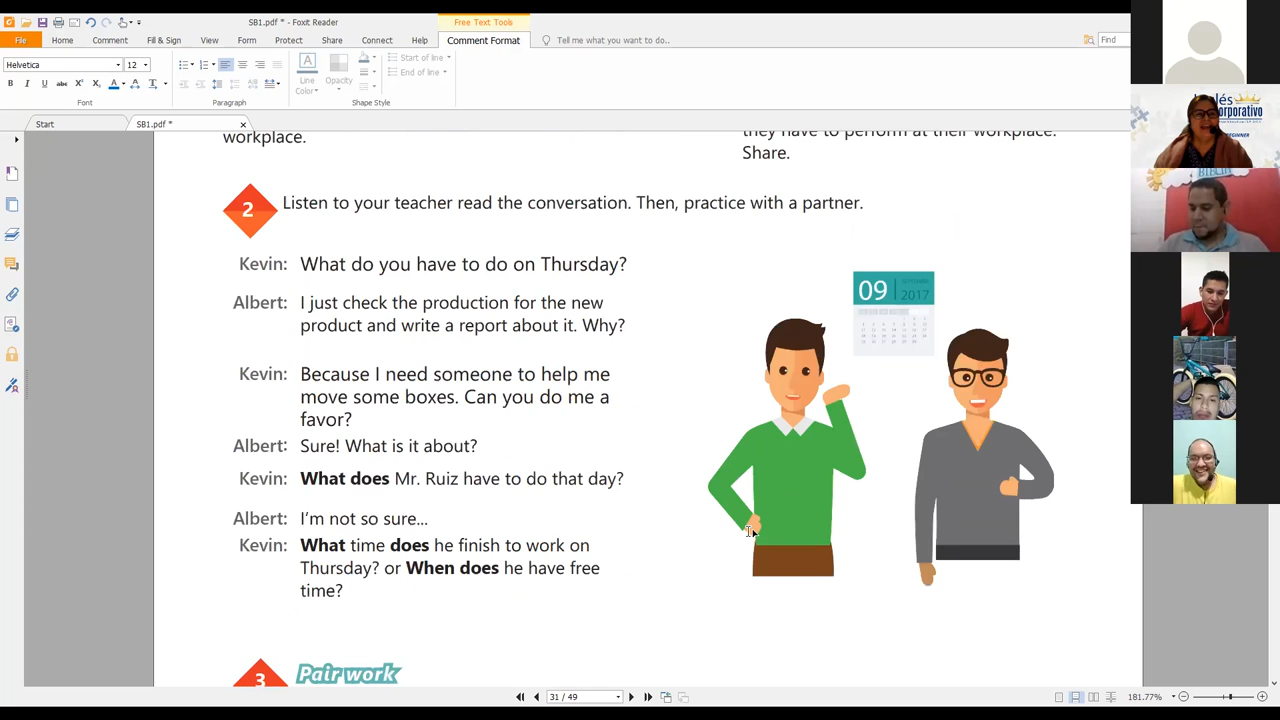 SB1.pdf * - Foxit Reader
Free Text Tools
File
Home
Comment
Fill & Sign
View
Form
Protect
Share
Connect
Help
Comment Format
Tell me what you want to do..
Find
Helvetica
12
Line
Color
Opacity
Start of line
End of line
Font
Paragraph
Shape Style
Start
SB1.pdf *
workplace.
they have to perform at their workplace.
Share.
2
Listen to your teacher read the conversation. Then, practice with a partner.
Kevin: What do you have to do on Thursday?
Albert: I just check the production for the new
product and write a report about it. Why?
Kevin: Because I need someone to help me
move some boxes. Can you do me a
favor?
Albert: Sure! What is it about?
Kevin: What does Mr. Ruiz have to do that day?
Albert: I'm not so sure...
Kevin: What time does he finish to work on
Thursday? or When does he have free
time?
09
2017
3
Pair work
31 / 49
181.77%